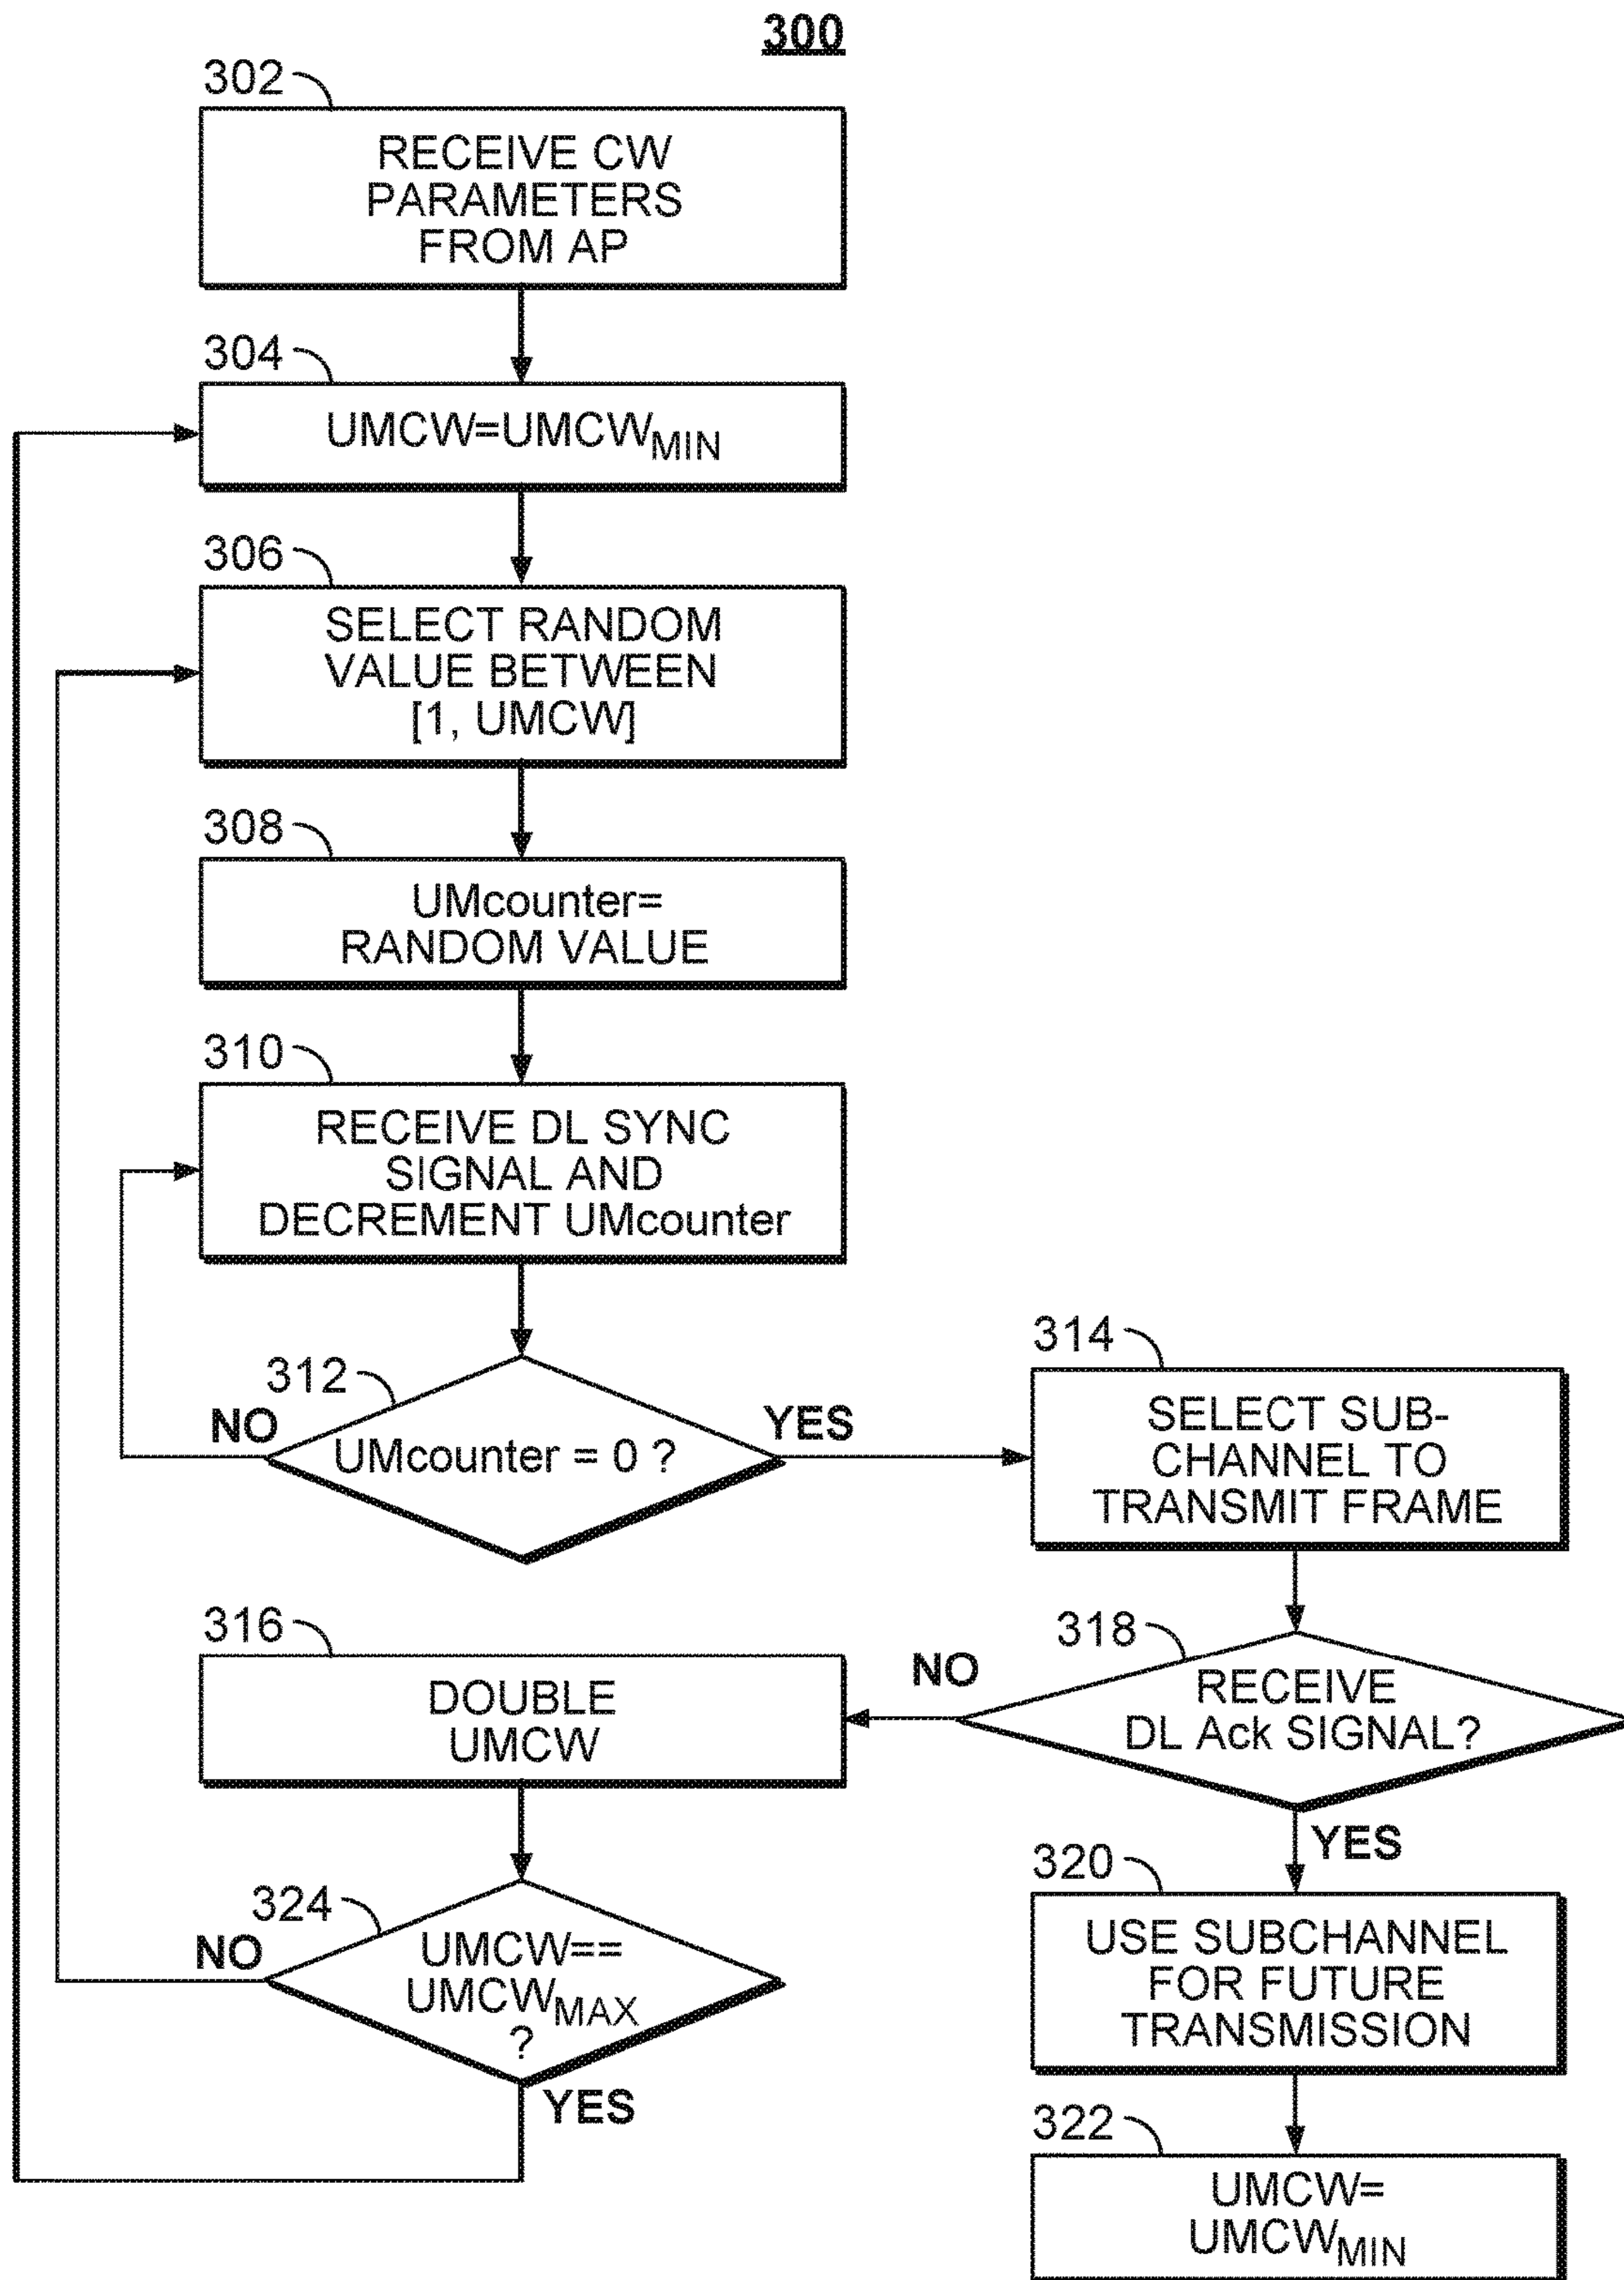 300
302
RECEIVE CW
PARAMETERS
FROM AP
304
UMCW=UMCW_MIN
306
SELECT RANDOM
VALUE BETWEEN
[1, UMCW]
308
UMcounter=
RANDOM VALUE
310
RECEIVE DL SYNC
SIGNAL AND
DECREMENT UMcounter
312
NO
YES
UMcounter = 0 ?
314
SELECT SUB-
CHANNEL TO
TRANSMIT FRAME
316
DOUBLE
UMCW
318
NO
RECEIVE
DL Ack SIGNAL?
YES
320
USE SUBCHANNEL
FOR FUTURE
TRANSMISSION
324
NO
UMCW==
UMCW_MAX
?
YES
322
UMCW=
UMCW_MIN